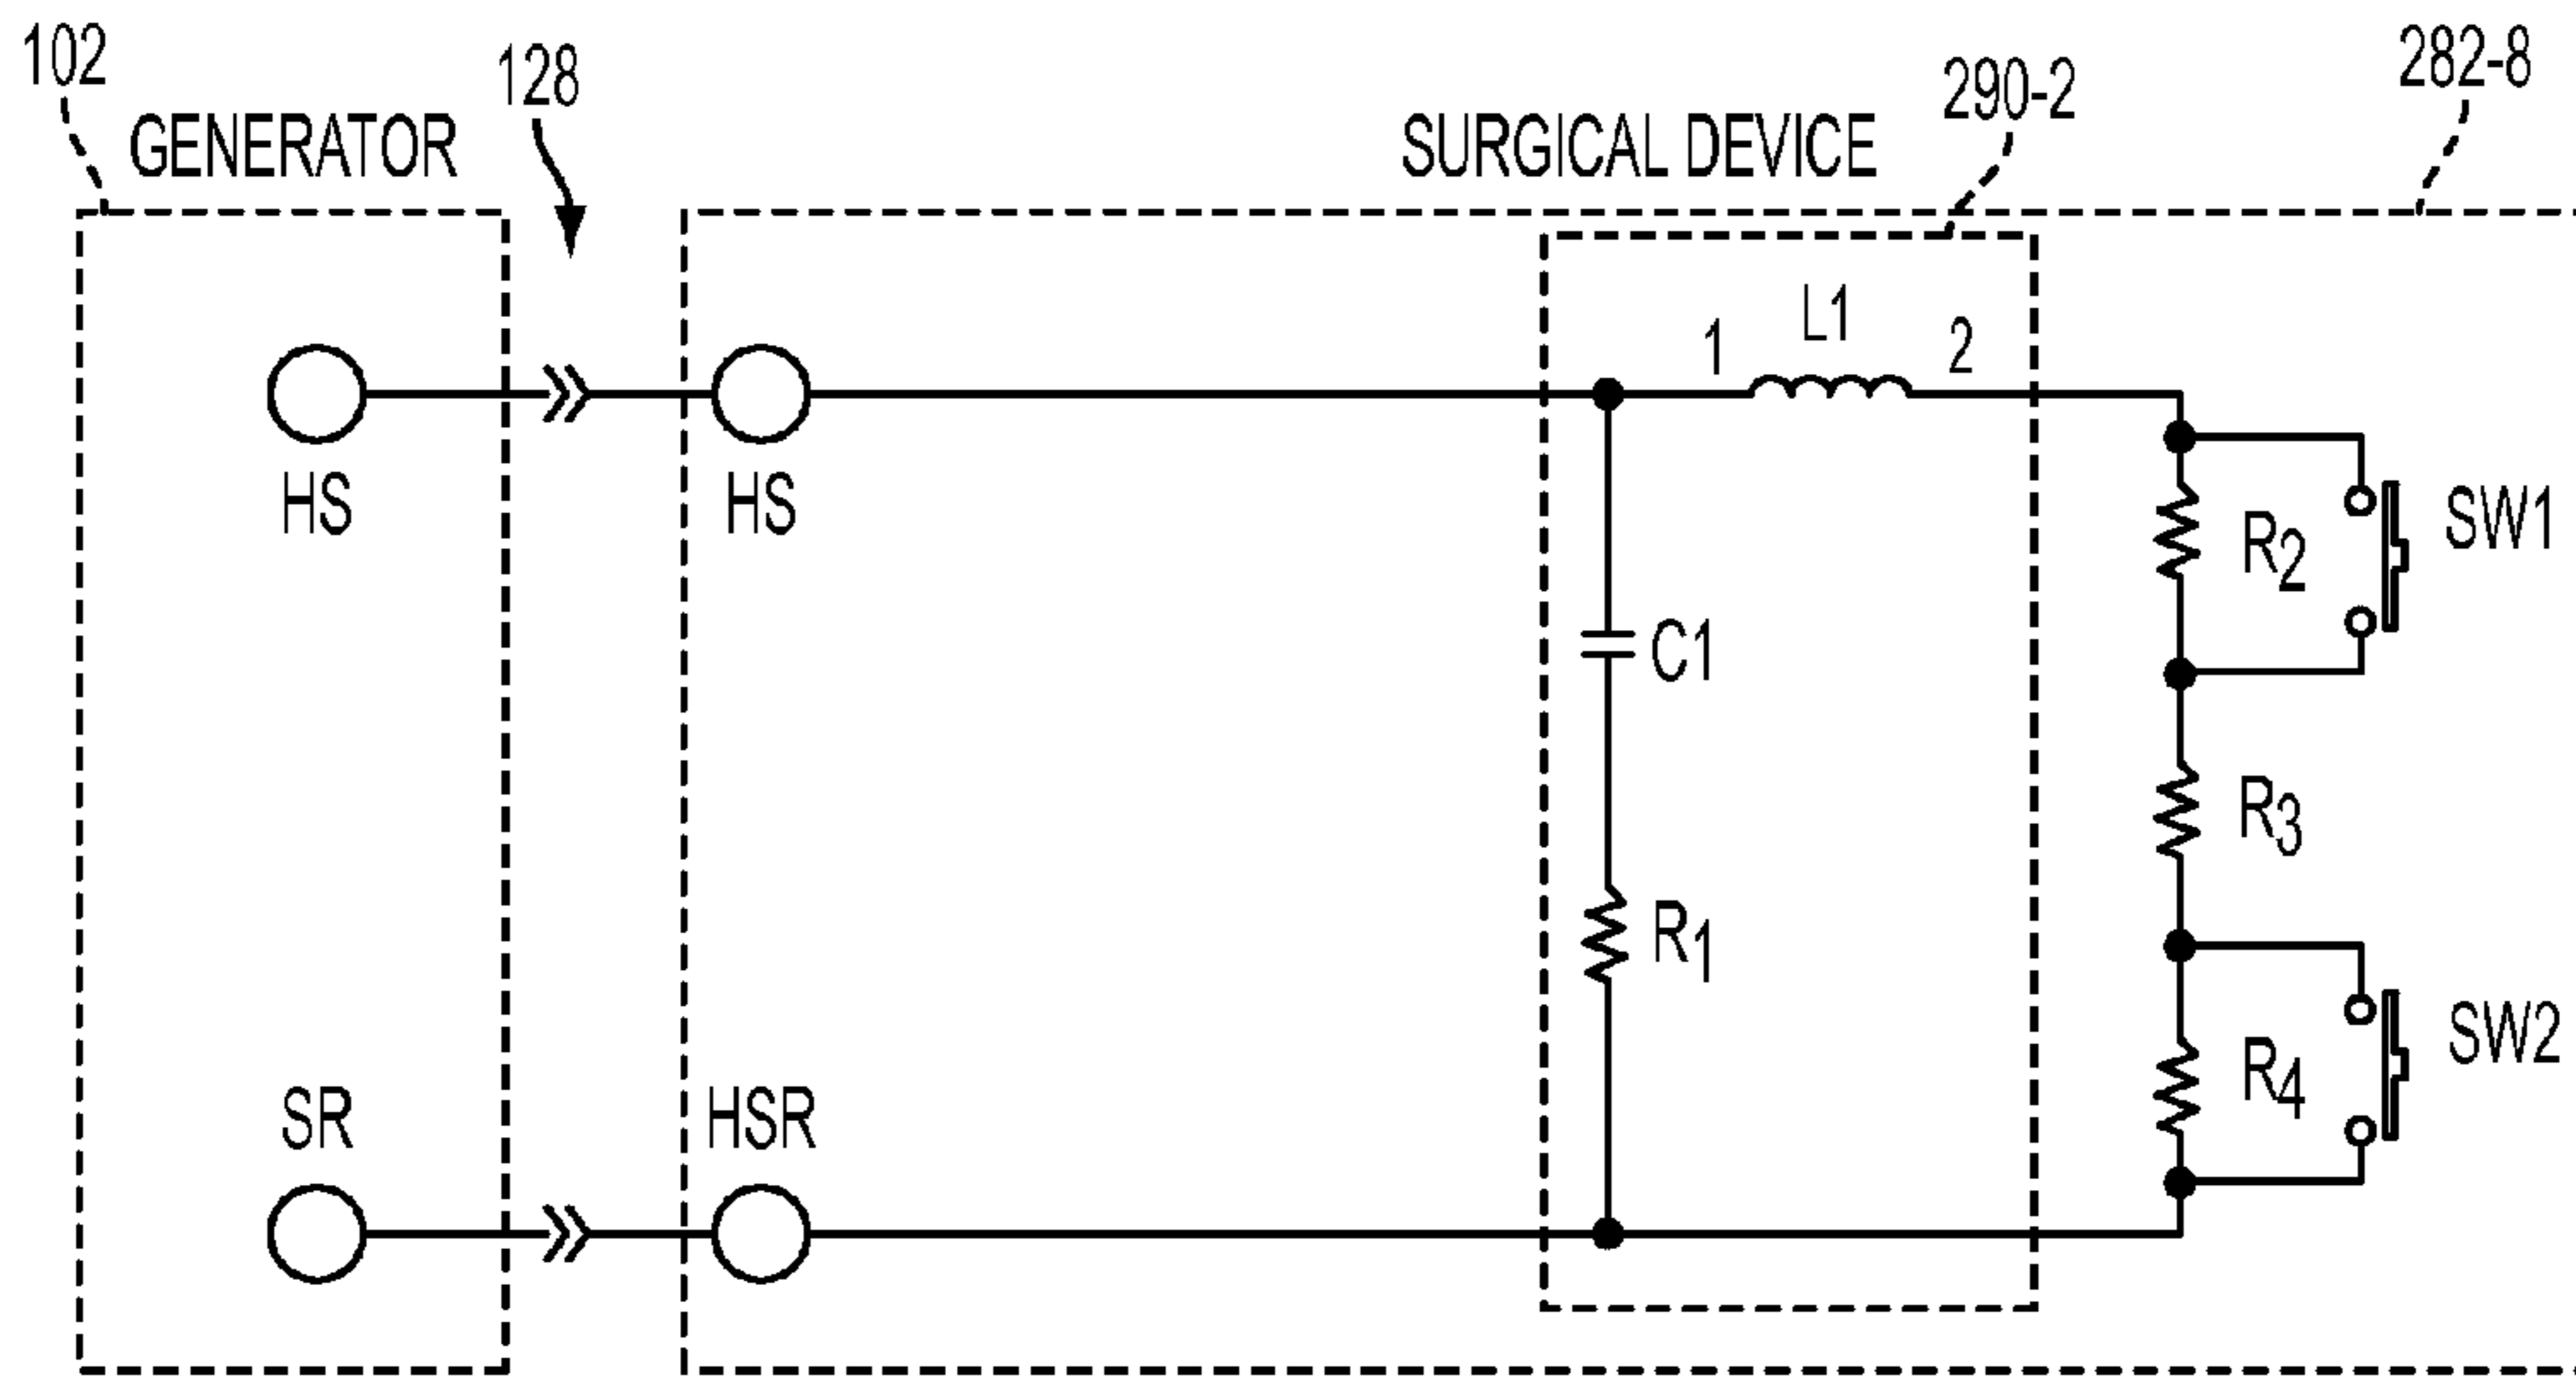 102
128
290-2
282-8
GENERATOR
SURGICAL DEVICE
1
L1
2
HS
HS
R2
SW1
C1
R3
R1
SR
HSR
R4
SW2